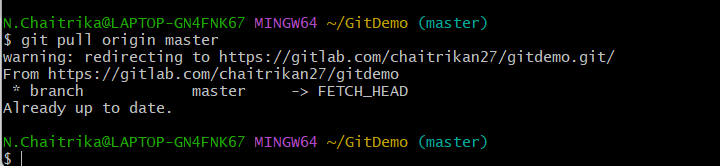 N.Chaitrika@LAPTOP-GN4FNK67 MINGW64 ~/GitDemo (master)
$ git pull origin master
warning: redirecting to https://gitlab.com/chaitrikan27/gitdemo.git/
From https://gitlab.com/chaitrikan27/gitdemo
 * branch            master     -> FETCH_HEAD
Already up to date.
N.Chaitrika@LAPTOP-GN4FNK67 MINGW64 ~/GitDemo (master)
$